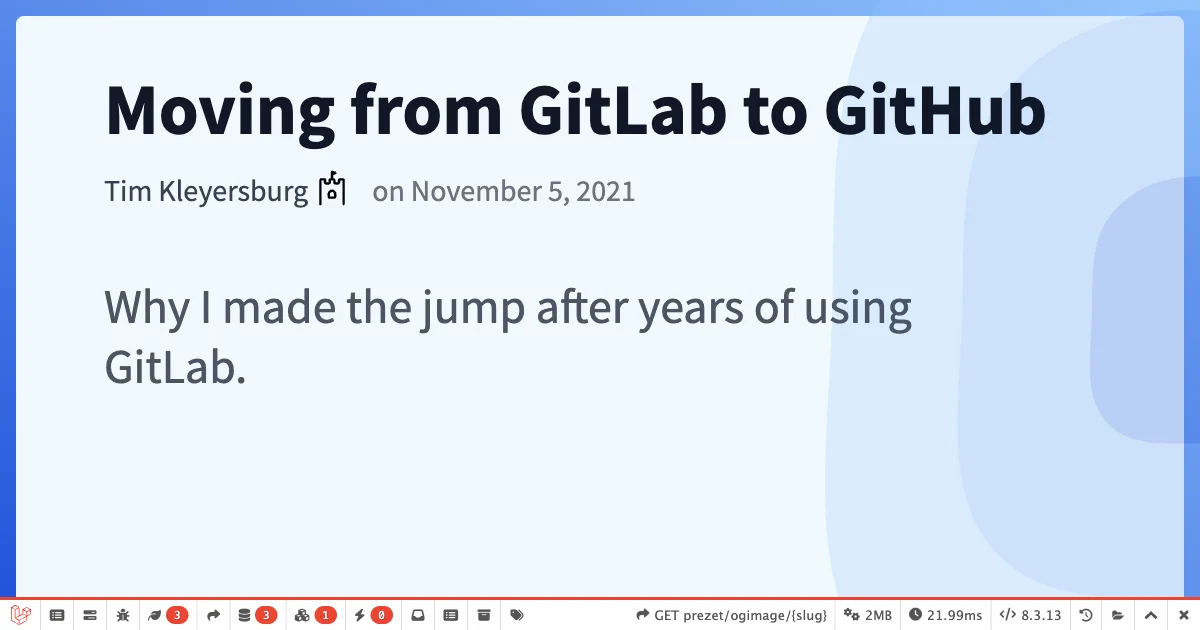 Moving from GitLab to GitHub
Tim Kleyersburg on November 5, 2021
Why I made the jump after years of using
GitLab.
3 3 1 0 GET prezet/ogimage/{slug} 2MB 21.99ms 8.3.13